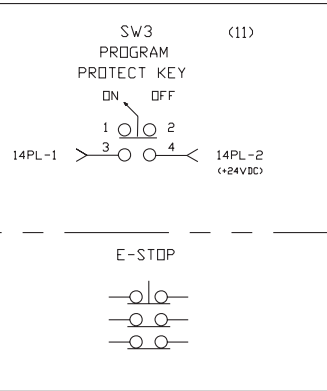 SW3 (11)
PROGRAM
PROTECT KEY
ON OFF
1 2
14PL-1 3 4 14PL-2
(+24VDC)
E-STOP